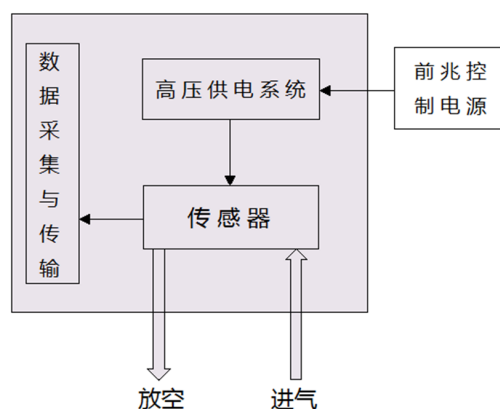 数据采集与传输
高压供电系统
前兆控
制电源
传感器
放空
进气